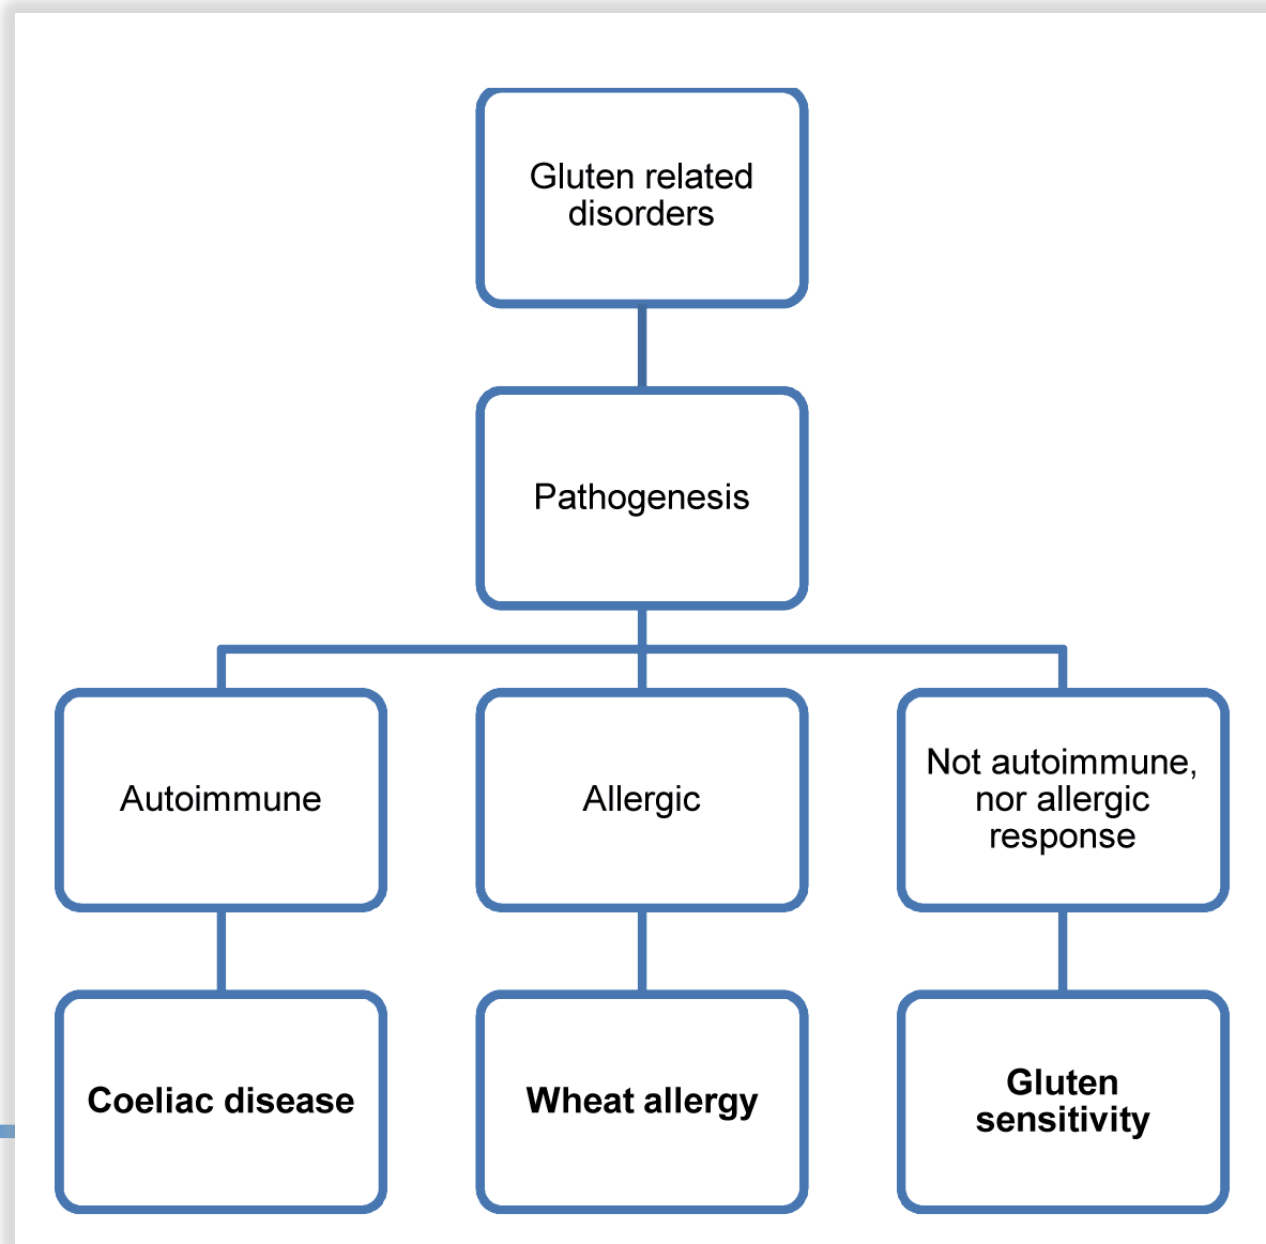 Gluten related
disorders
Pathogenesis
Autoimmune
Allergic
Not autoimmune,
nor allergic
response
Coeliac disease
Wheat allergy
Gluten
sensitivity